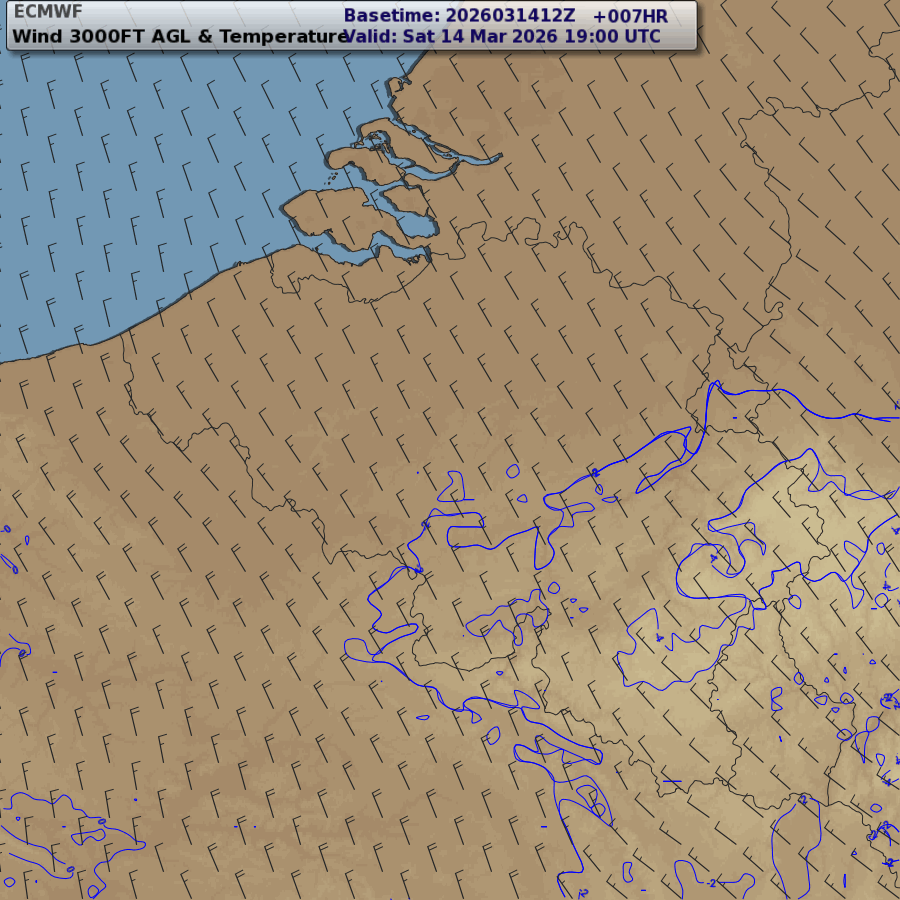 ECMWF
Basetime: 2026031412Z +007HR
Wind 3000FT AGL & Temperature
Valid: Sat 14 Mar 2026 19:00 UTC